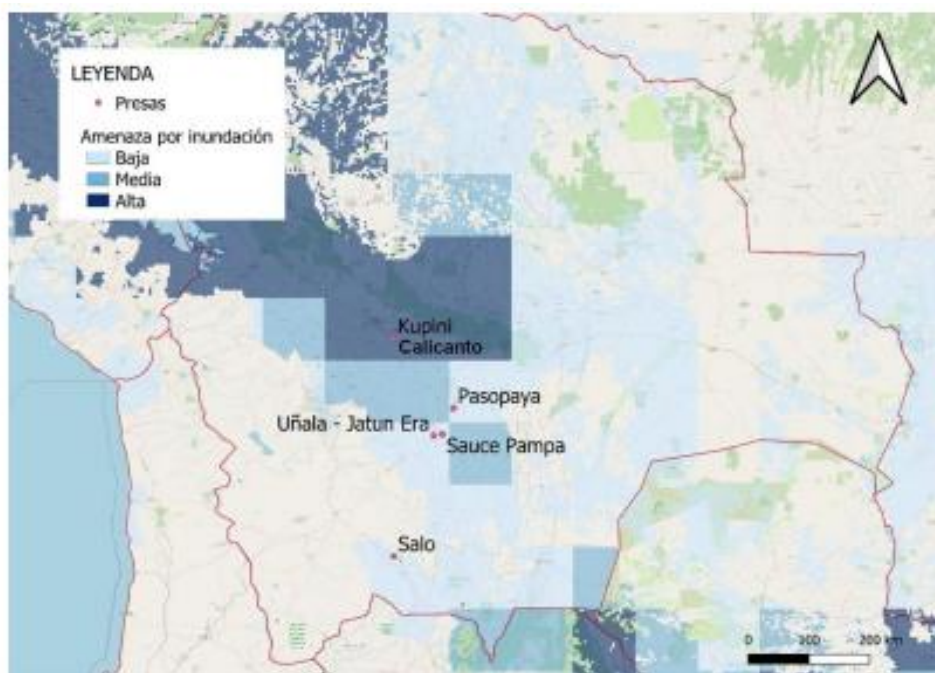 LEYENDA
Presas
Amenaza por inundación
Baja
Media
Alta
Kupini
Calicanto
Pasopaya
Uñala - Jatun Era
Sauce Pampa
Salo
0 100 200 km